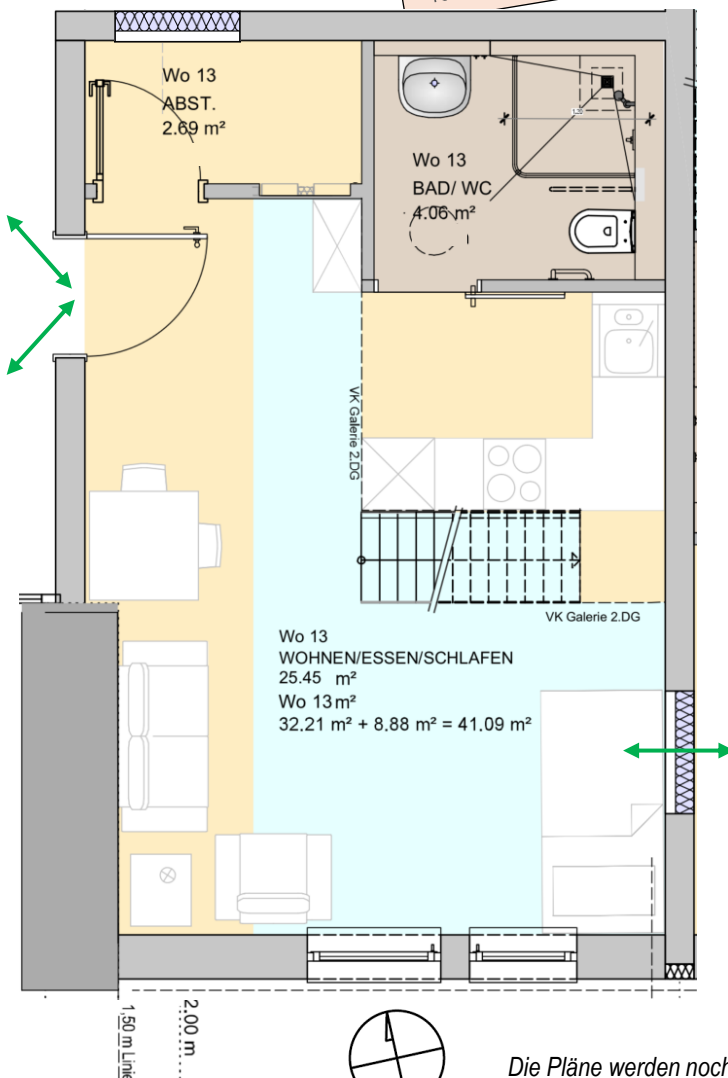 Wo 13
ABST.
2.69 m²
Wo 13
BAD/ WC
4.06 m²
VK Galerie 2.DG
VK Galerie 2.DG
Wo 13
WOHNEN/ESSEN/SCHLAFEN
25.45 m²
Wo 13 m²
32.21 m² + 8.88 m² = 41.09 m²
2.00 m
1.50 m Linie
Die Pläne werden noch